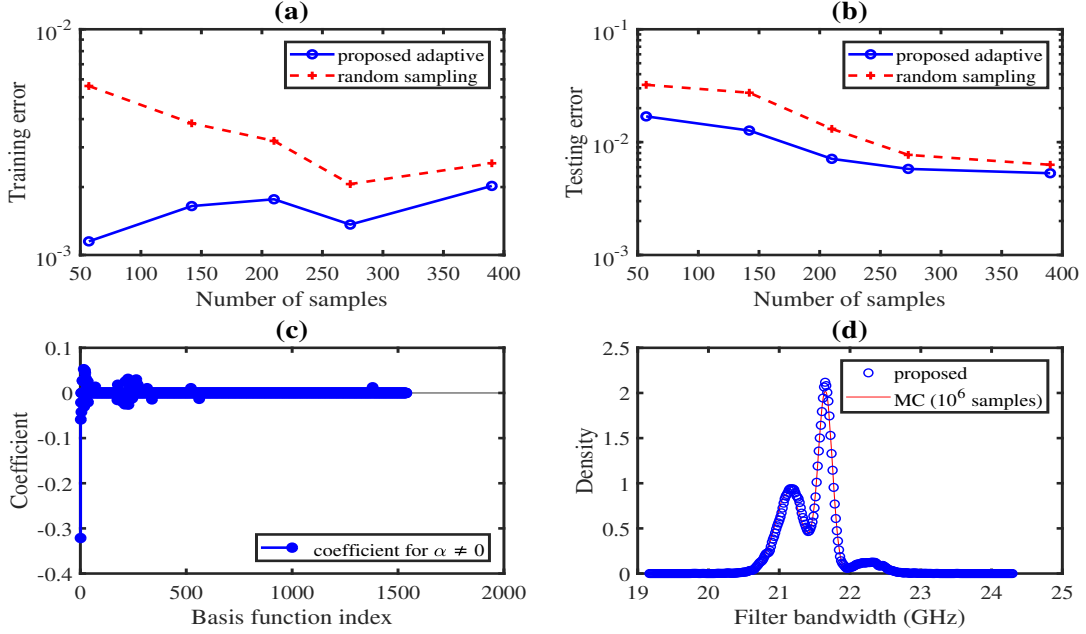 (a)
10^-2
10^-3
Training error
proposed adaptive
random sampling
50 100 150 200 250 300 350 400
Number of samples
(b)
10^-1
10^-2
10^-3
Testing error
proposed adaptive
random sampling
50 100 150 200 250 300 350 400
Number of samples
(c)
0.1
0
-0.1
-0.2
-0.3
-0.4
Coefficient
coefficient for α ≠ 0
0 500 1000 1500 2000
Basis function index
(d)
2.5
2
1.5
1
0.5
0
Density
proposed
MC (10^6 samples)
19 20 21 22 23 24 25
Filter bandwidth (GHz)